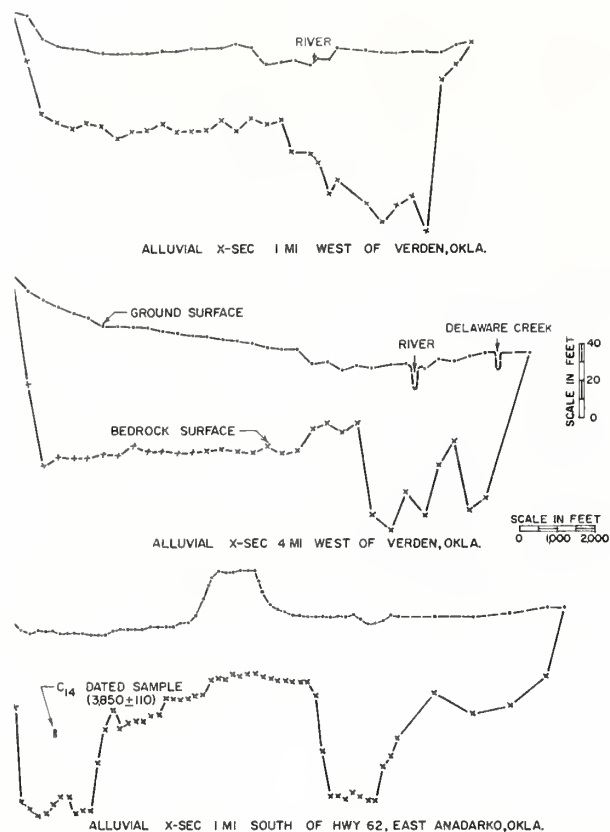 RIVER
ALLUVIAL X-SEC 1 MI WEST OF VERDEN, OKLA.
GROUND SURFACE
RIVER
DELAWARE CREEK
SCALE IN FEET
40
20
0
BEDROCK SURFACE
SCALE IN FEET
0 1,000 2,000
ALLUVIAL X-SEC 4 MI WEST OF VERDEN, OKLA.
C14 DATED SAMPLE
(3,850±110)
ALLUVIAL X-SEC 1 MI SOUTH OF HWY 62, EAST ANADARKO, OKLA.